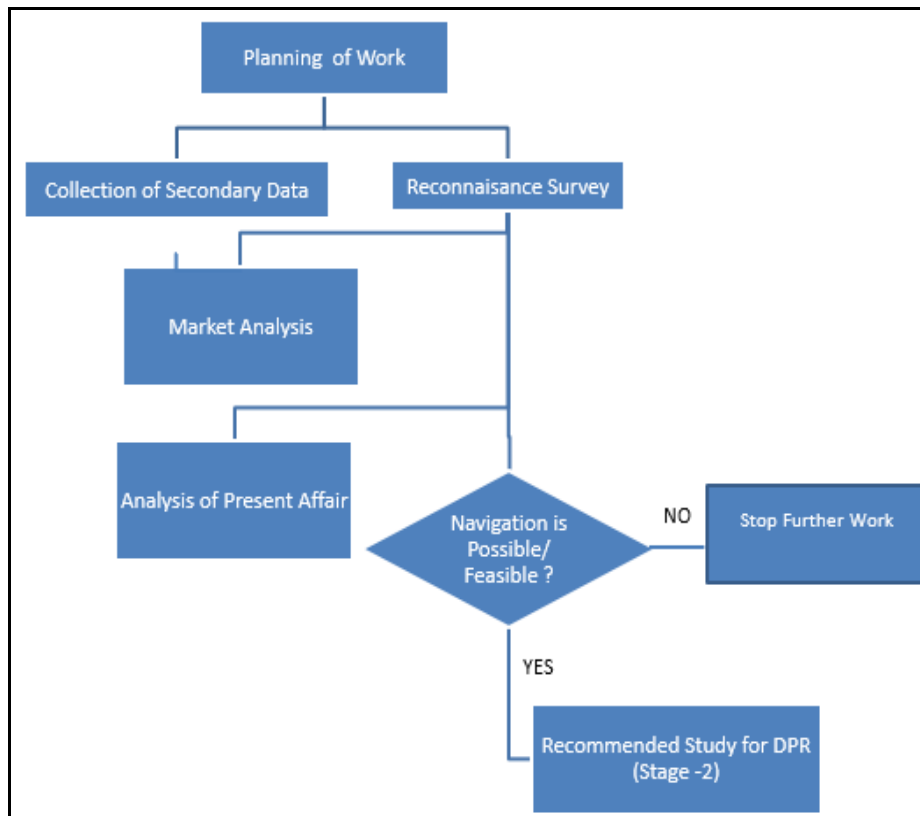 Planning of Work
Collection of Secondary Data
Reconnaisance Survey
Market Analysis
Analysis of Present Affair
Navigation is
Possible/
Feasible ?
NO
Stop Further Work
YES
Recommended Study for DPR
(Stage -2)